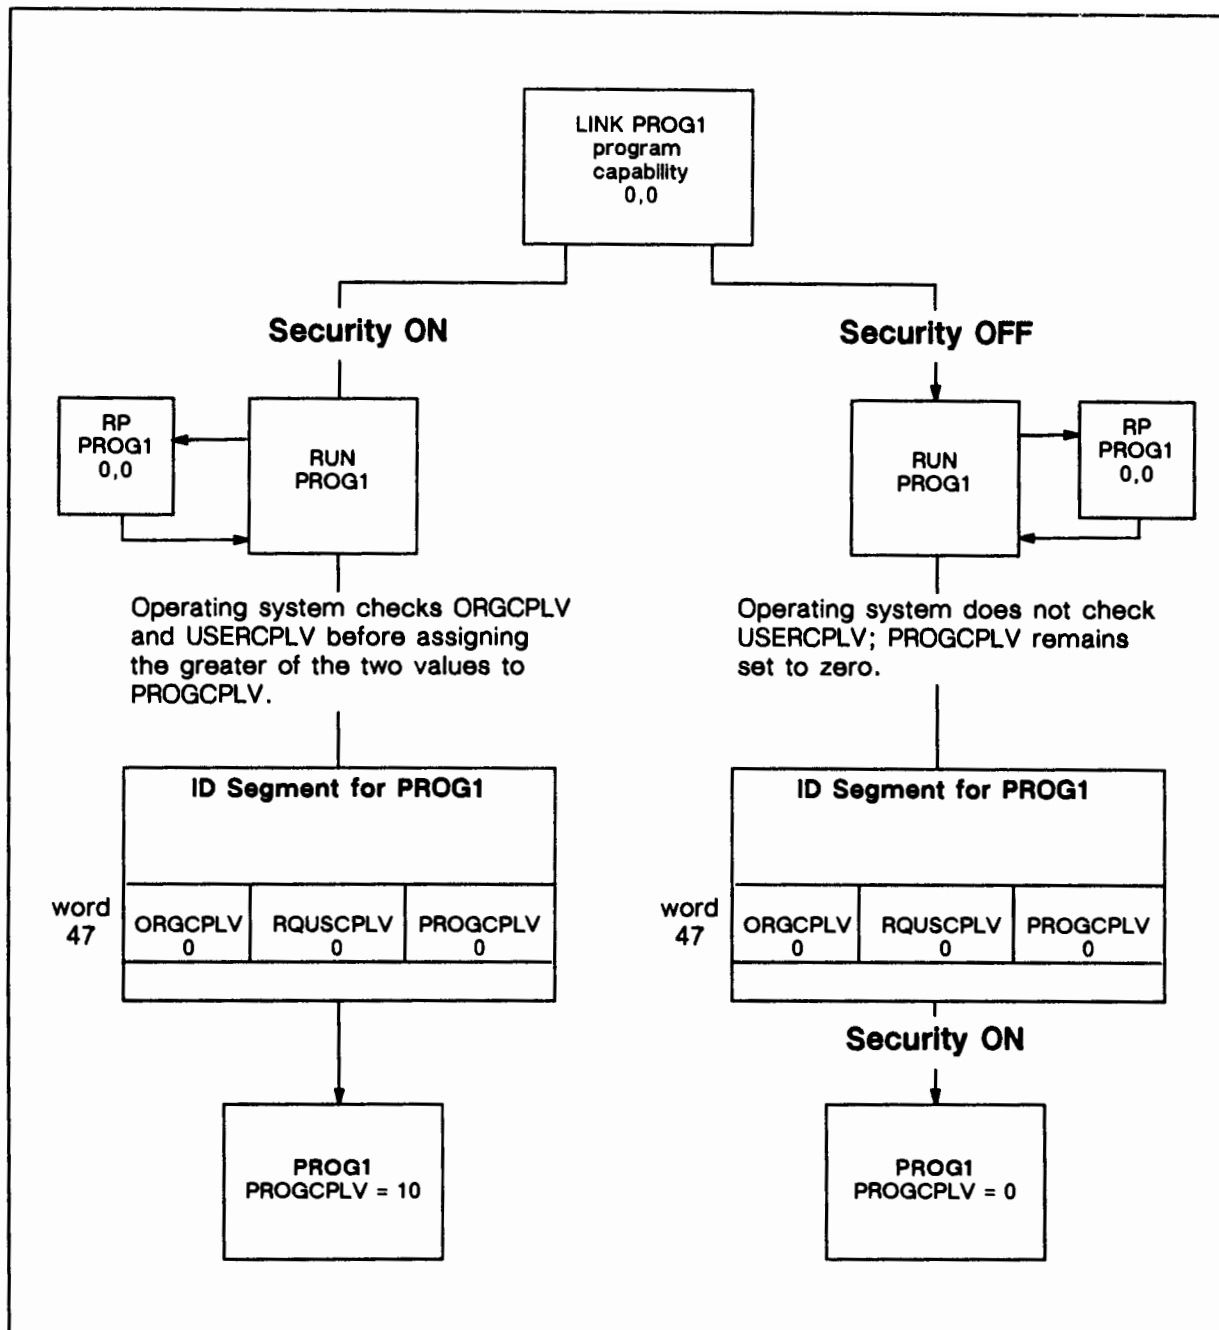 LINK PROG1
program
capability
0,0
Security ON
Security OFF
RP
PROG1
0,0
RUN
PROG1
RUN
PROG1
RP
PROG1
0,0
Operating system checks ORGCPLV
and USERCPLV before assigning
the greater of the two values to
PROGCPLV.
Operating system does not check
USERCPLV; PROGCPLV remains
set to zero.
ID Segment for PROG1
word
47
ORGCPLV
0
RQUSCPLV
0
PROGCPLV
0
ID Segment for PROG1
word
47
ORGCPLV
0
RQUSCPLV
0
PROGCPLV
0
Security ON
PROG1
PROGCPLV = 10
PROG1
PROGCPLV = 0